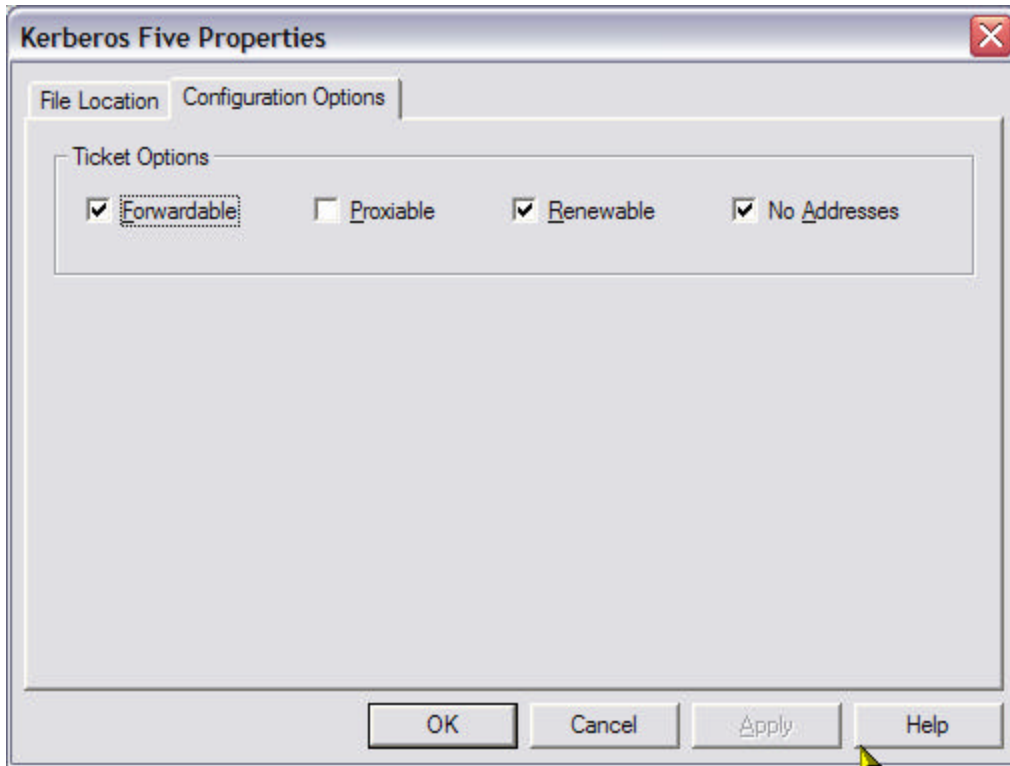 Kerberos Five Properties
File Location Configuration Options
Ticket Options
Forwardable Proxiable Renewable No Addresses
OK Cancel Apply Help